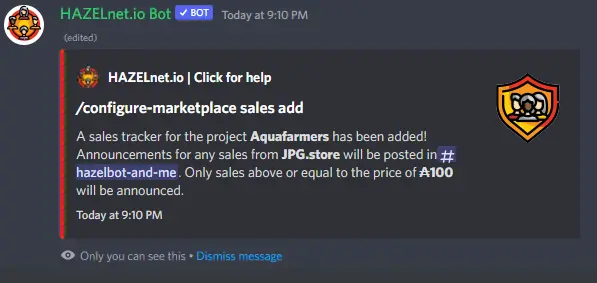 HAZELnet.io Bot ✓ BOT Today at 9:10 PM
(edited)
HAZELnet.io | Click for help
/configure-marketplace sales add
A sales tracker for the project Aquafarmers has been added!
Announcements for any sales from JPG.store will be posted in #
hazelbot-and-me. Only sales above or equal to the price of ₳100
will be announced.
Today at 9:10 PM
Only you can see this • Dismiss message